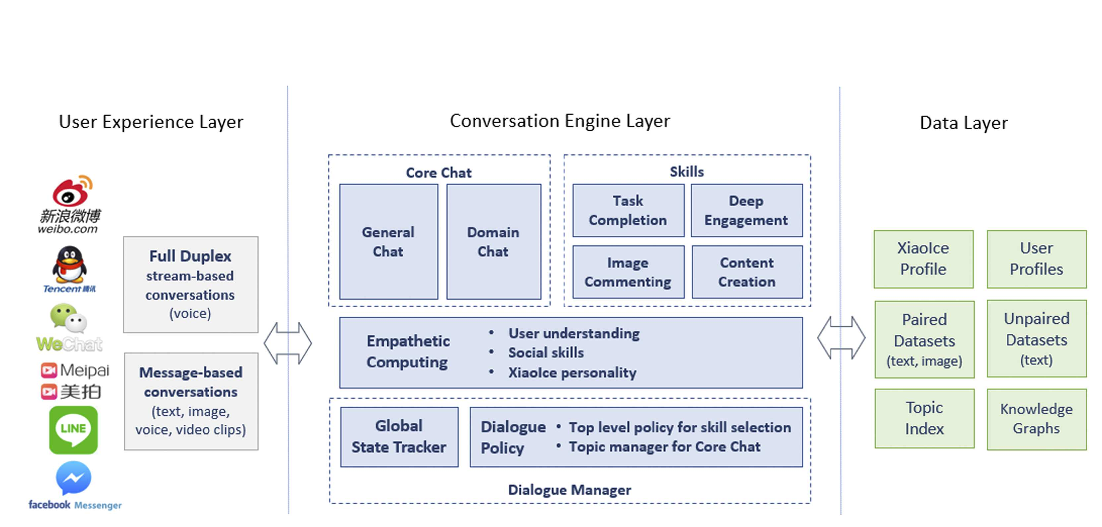 User Experience Layer
新浪微博
weibo.com
Tencent 腾讯
WeChat
Meipai
美拍
LINE
facebook Messenger
Full Duplex
stream-based
conversations
(voice)
Message-based
conversations
(text, image,
voice, video clips)
Conversation Engine Layer
Core Chat
General
Chat
Domain
Chat
Skills
Task
Completion
Deep
Engagement
Image
Commenting
Content
Creation
Empathetic
Computing
• User understanding
• Social skills
• XiaoIce personality
Global
State Tracker
Dialogue
Policy
• Top level policy for skill selection
• Topic manager for Core Chat
Dialogue Manager
Data Layer
XiaoIce
Profile
User
Profiles
Paired
Datasets
(text, image)
Unpaired
Datasets
(text)
Topic
Index
Knowledge
Graphs